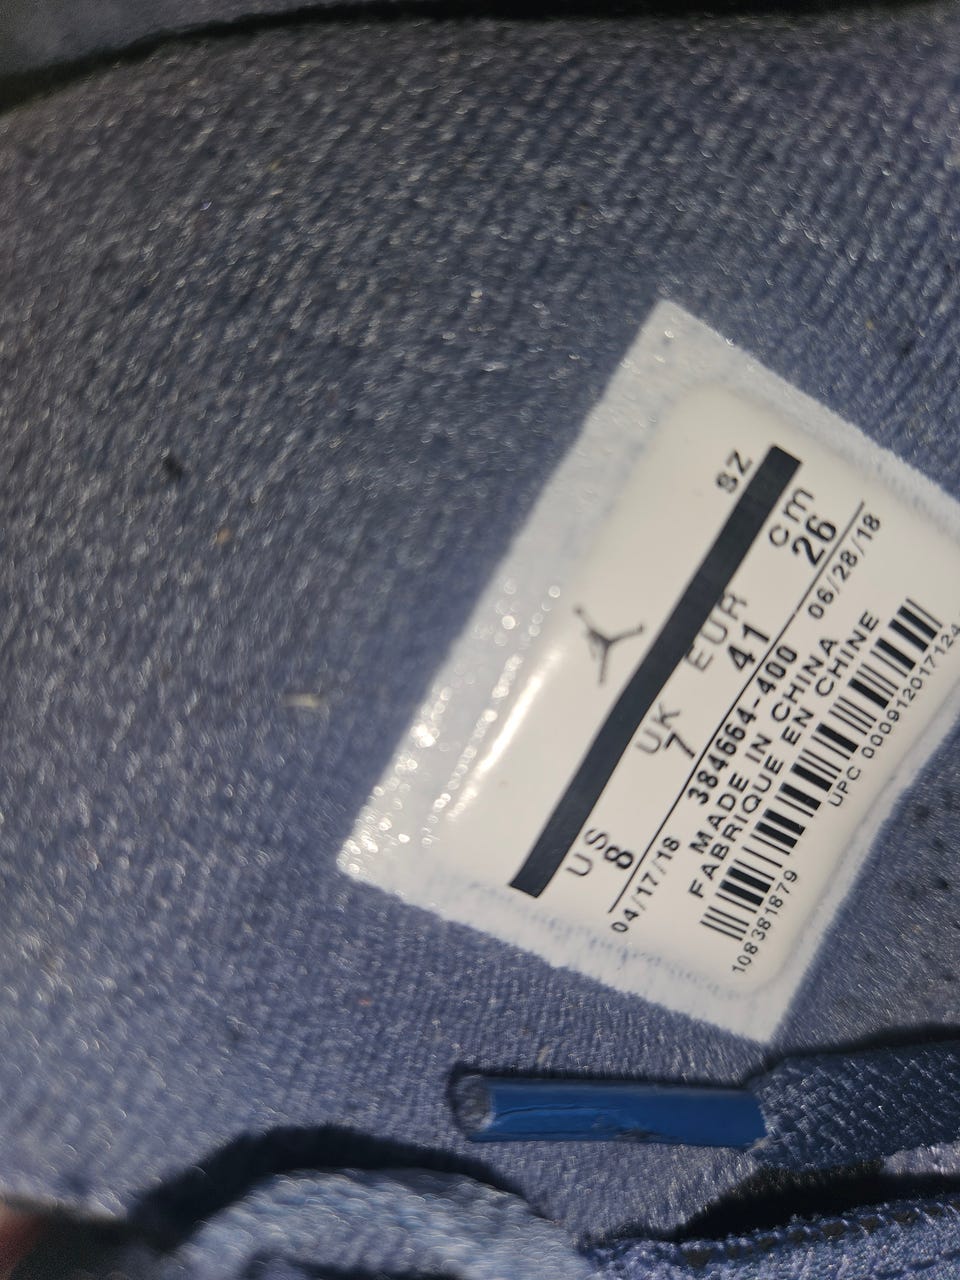 SZ
US UK EUR cm
8 7 41 26
04/17/18 384664-400 06/28/18
MADE IN CHINA
FABRIQUE EN CHINE
108381879 UPC 000912017124